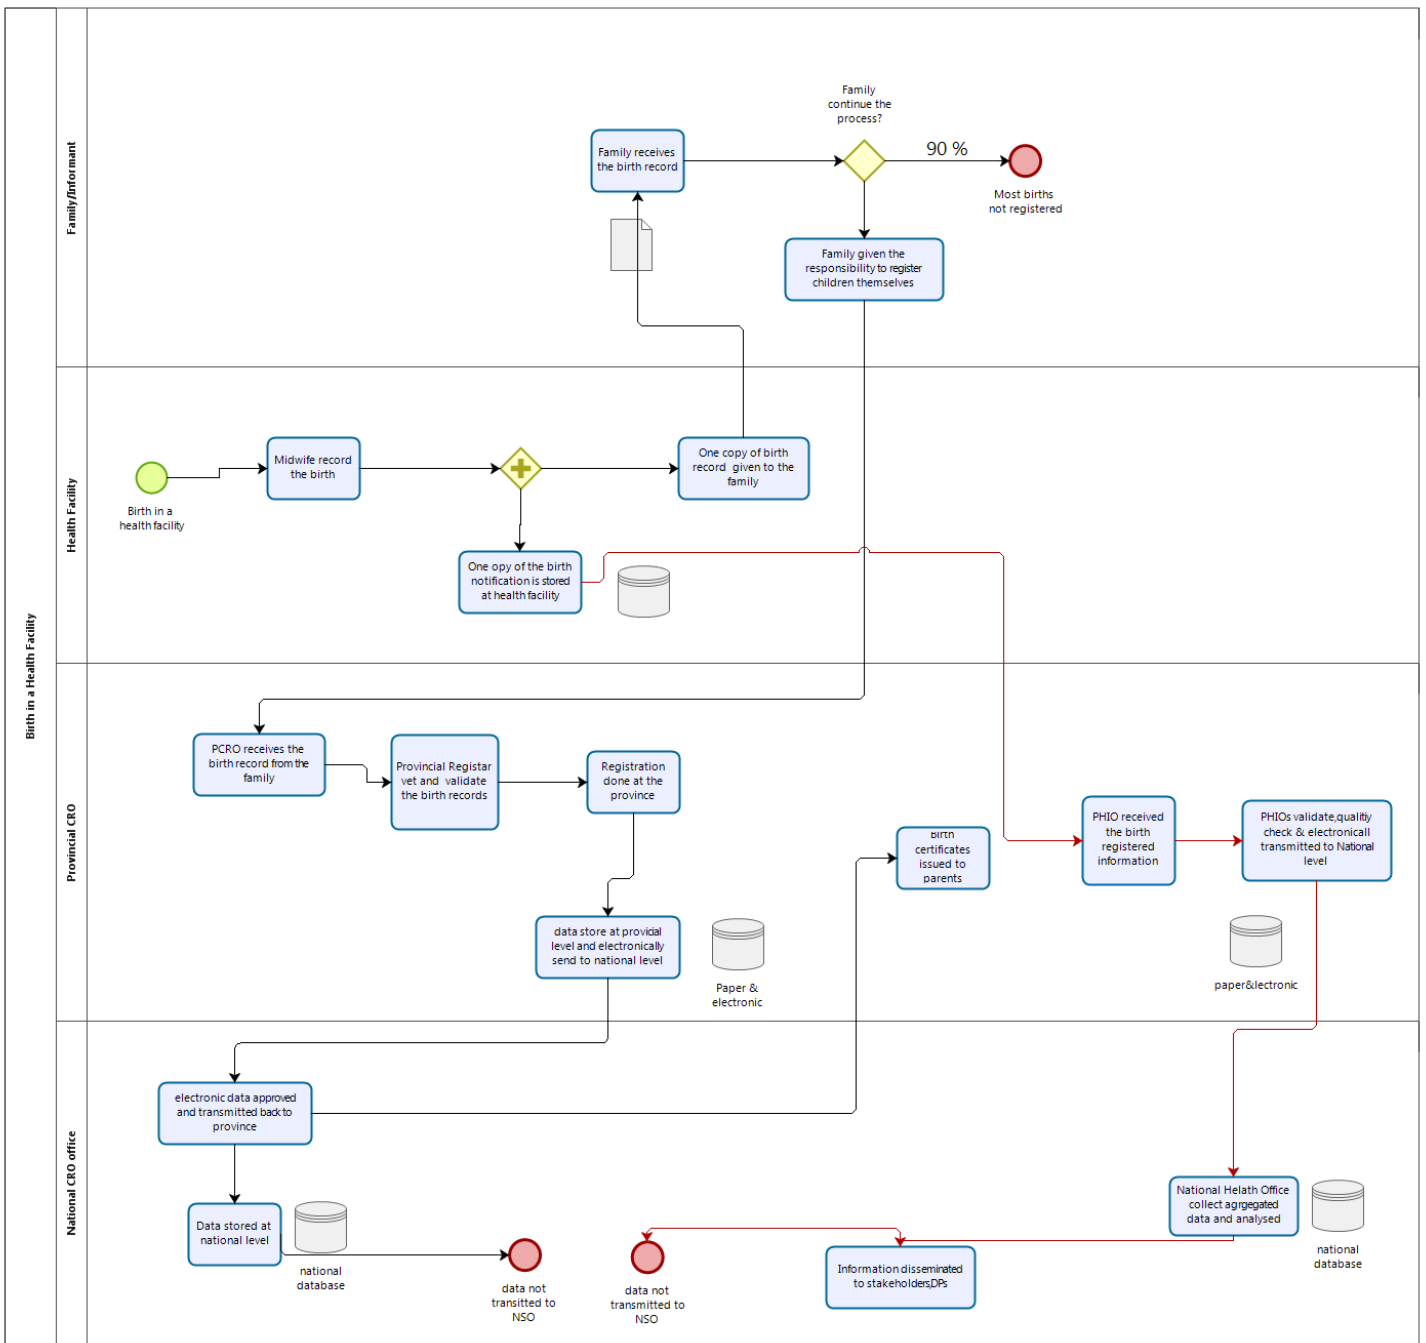 Birth in a Health Facility
Family/Informant
Family
continue the
process?
Family receives
the birth record
90 %
Most births
not registered
Family given the
responsibility to register
children themselves
Health Facility
Birth in a
health facility
Midwife record
the birth
One copy of birth
record given to the
family
One opy of the birth
notification is stored
at health facility
Provincial CRO
PCRO receives the
birth record from the
family
Provincial Registar
vet and validate
the birth records
Registration
done at the
province
Birth
certificates
issued to
parents
PHIO received
the birth
registered
information
PHIOs validate,qualitiy
check & electronicall
transmitted to National
level
data store at provicial
level and electronically
send to national level
Paper &
electronic
paper&lectronic
National CRO office
electronic data approved
and transmitted back to
province
Data stored at
national level
national
database
data not
transitted to
NSO
data not
transmitted to
NSO
Information disseminated
to stakeholders,DPs
National Helath Office
collect agrgegated
data and analysed
national
database